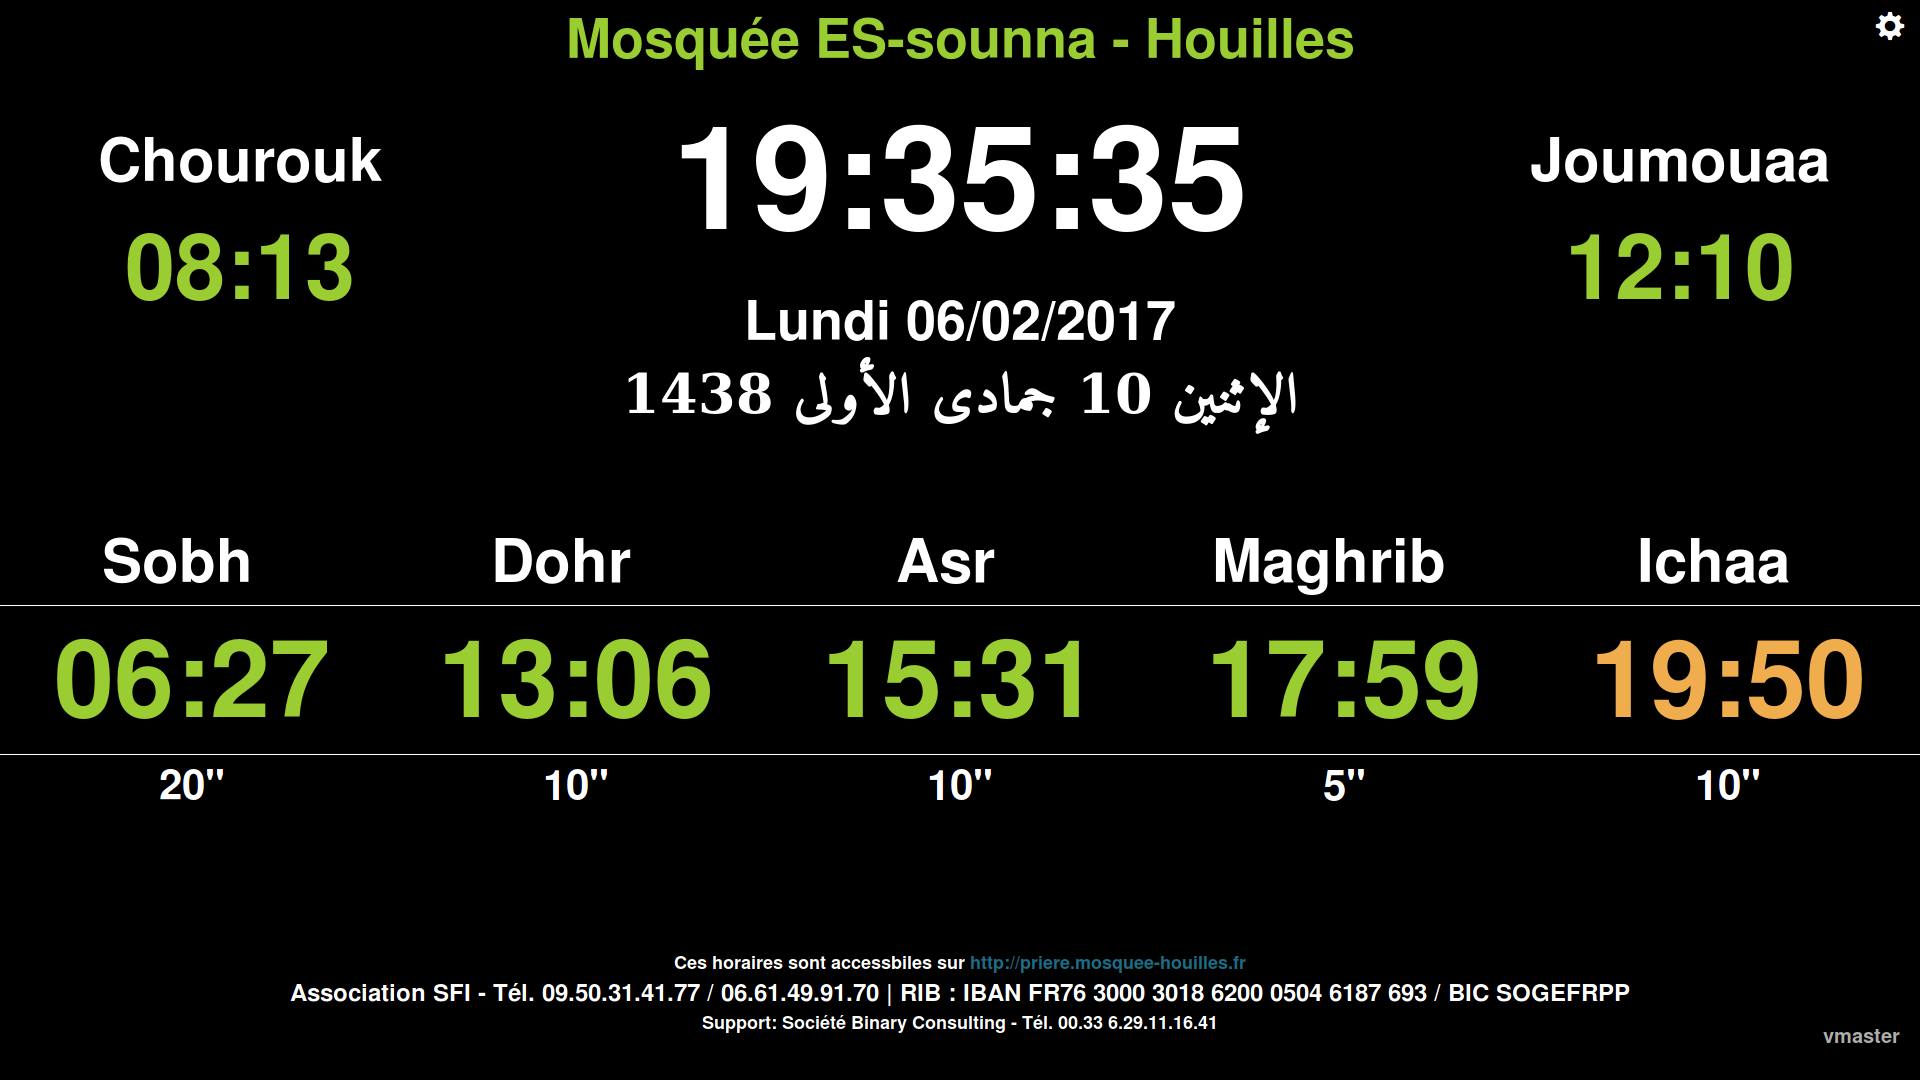 Mosquée ES-sounna - Houilles
Chourouk
08:13
19:35:35
Lundi 06/02/2017
الإثنين 10 جمادى الأولى 1438
Joumouaa
12:10
Sobh Dohr Asr Maghrib Ichaa
06:27 13:06 15:31 17:59 19:50
20" 10" 10" 5" 10"
Ces horaires sont accessbiles sur http://priere.mosquee-houilles.fr
Association SFI - Tél. 09.50.31.41.77 / 06.61.49.91.70 | RIB : IBAN FR76 3000 3018 6200 0504 6187 693 / BIC SOGEFRPP
Support: Société Binary Consulting - Tél. 00.33 6.29.11.16.41
vmaster